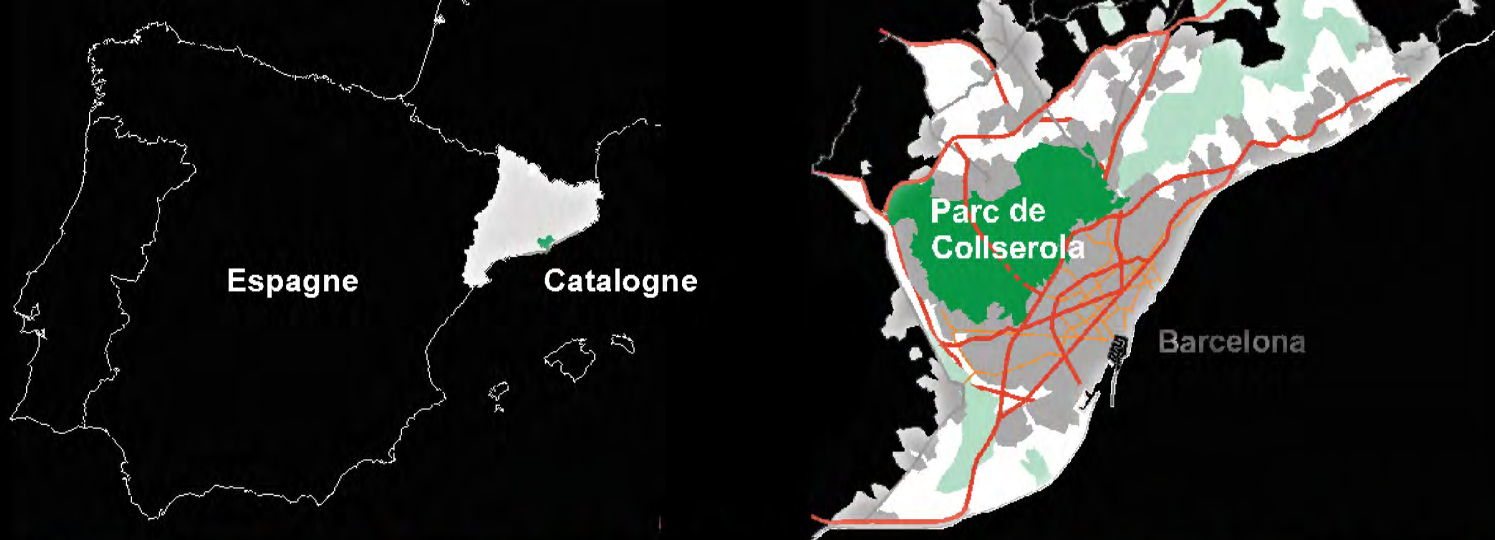 Espagne
Catalogne
Parc de
Collserola
Barcelona